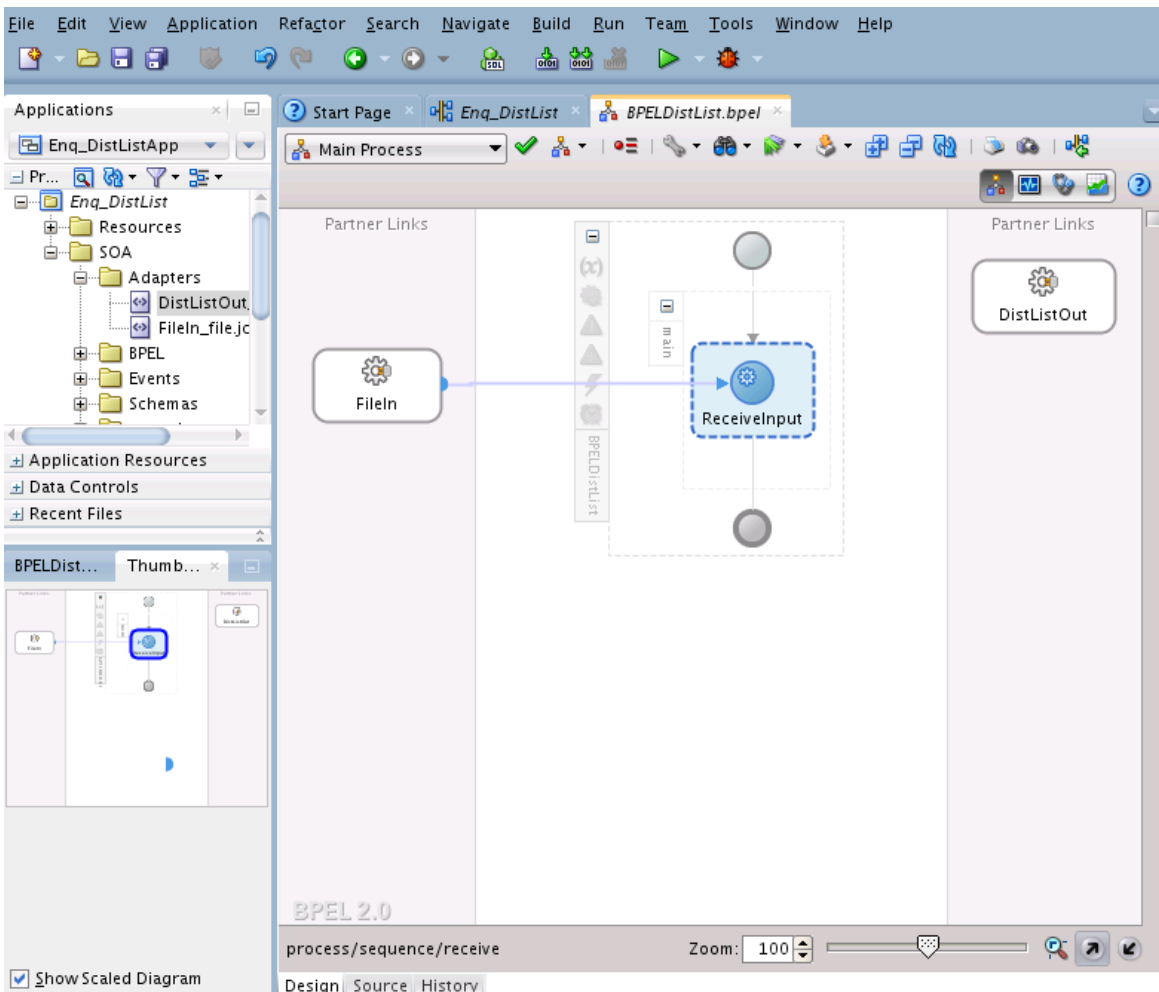 File Edit View Application Refactor Search Navigate Build Run Team Tools Window Help
Applications
Start Page
Enq_DistList
BPELDistList.bpel
Enq_DistListApp
Main Process
Pr...
Enq_DistList
Resources
SOA
Adapters
DistListOut
FileIn_file.jc
BPEL
Events
Schemas
Application Resources
Data Controls
Recent Files
BPELDist...
Thumb...
Show Scaled Diagram
Partner Links
Partner Links
(x)
main
BPELDistList
FileIn
ReceiveInput
DistListOut
BPEL 2.0
process/sequence/receive
Zoom: 100
Design Source History